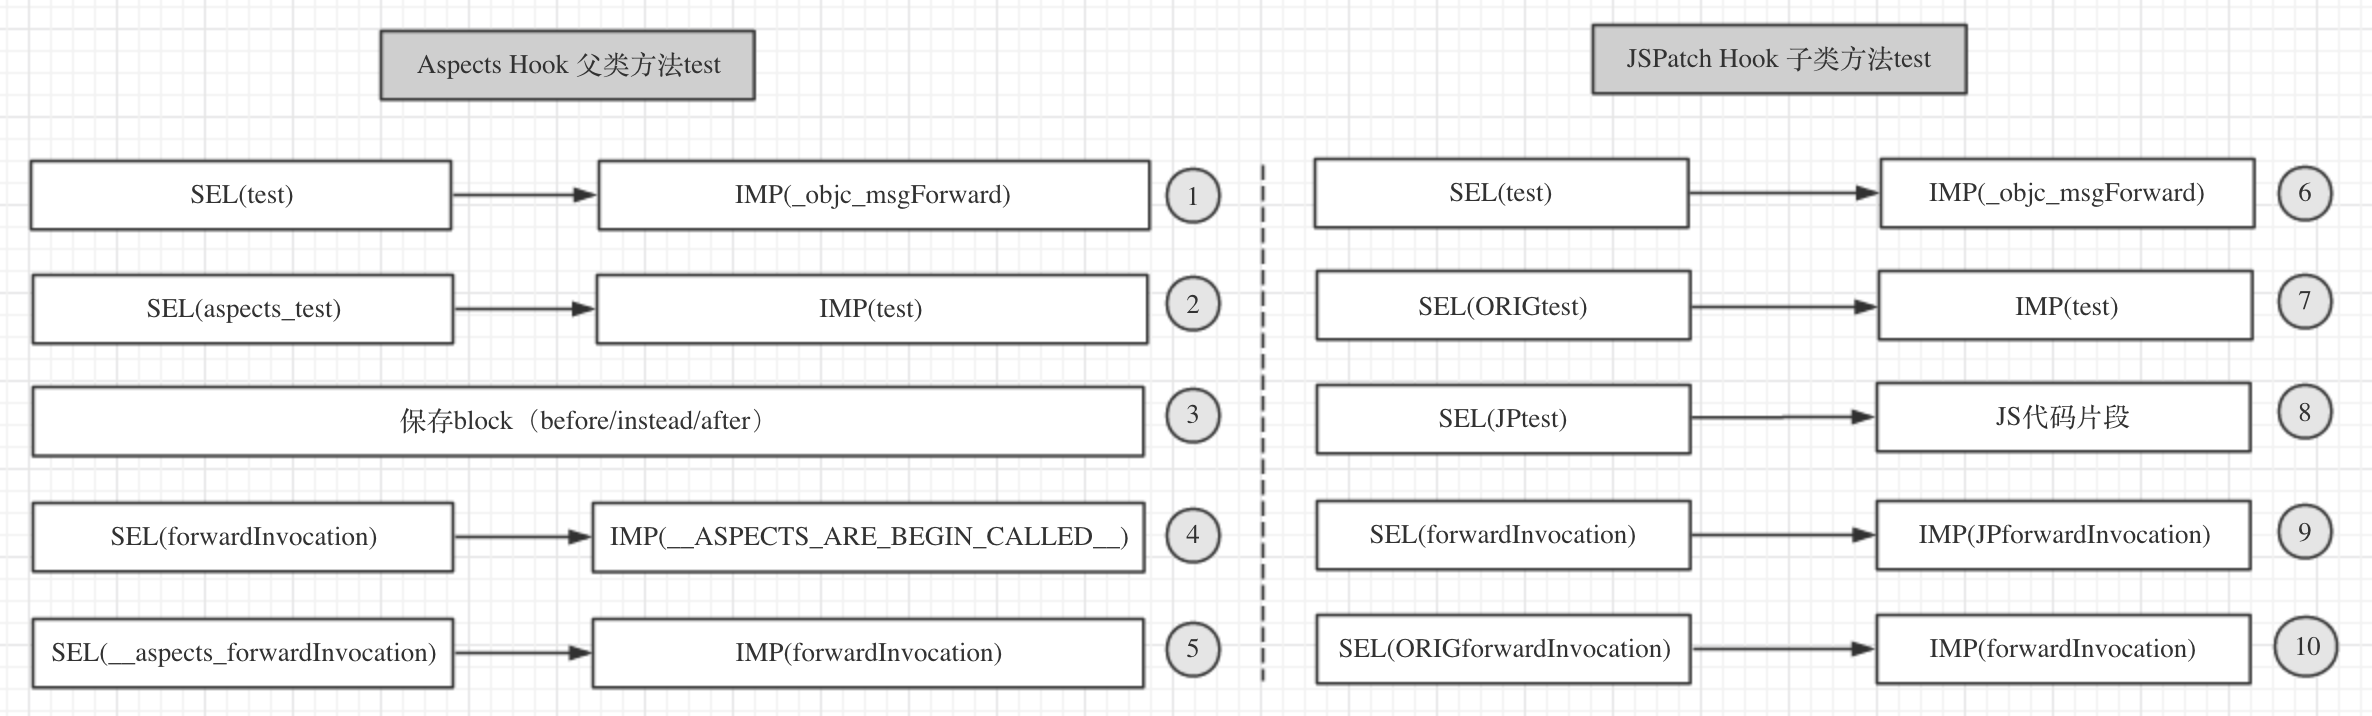 Aspects Hook 父类方法test
SEL(test)
IMP(_objc_msgForward)
1
SEL(aspects_test)
IMP(test)
2
保存block（before/instead/after）
3
SEL(forwardInvocation)
IMP(__ASPECTS_ARE_BEGIN_CALLED__)
4
SEL(__aspects_forwardInvocation)
IMP(forwardInvocation)
5
JSPatch Hook 子类方法test
SEL(test)
IMP(_objc_msgForward)
6
SEL(ORIGtest)
IMP(test)
7
SEL(JPtest)
JS代码片段
8
SEL(forwardInvocation)
IMP(JPforwardInvocation)
9
SEL(ORIGforwardInvocation)
IMP(forwardInvocation)
10